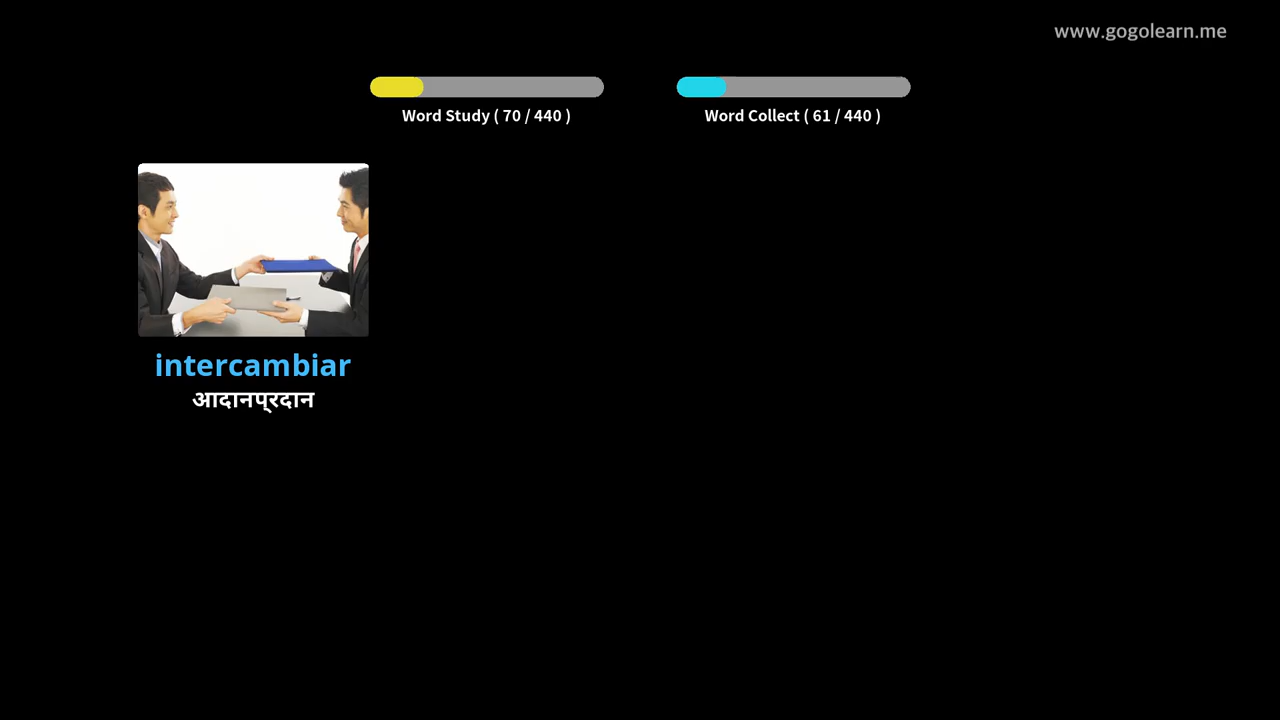 www.gogolearn.me
Word Study ( 70 / 440 )
Word Collect ( 61 / 440 )
intercambiar
आदानप्रदान